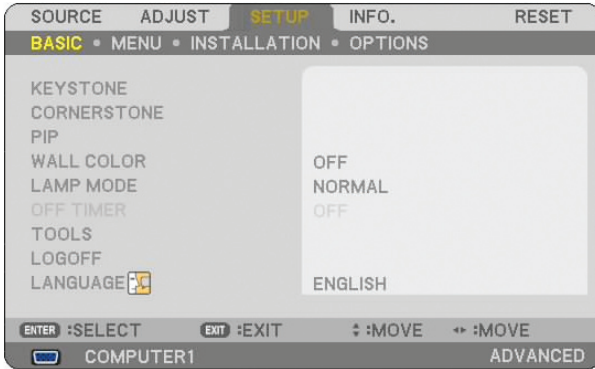 SOURCE ADJUST SETUP INFO. RESET
BASIC • MENU • INSTALLATION • OPTIONS
KEYSTONE
CORNERSTONE
PIP
WALL COLOR OFF
LAMP MODE NORMAL
OFF TIMER OFF
TOOLS
LOGOFF
LANGUAGE ENGLISH
ENTER :SELECT EXIT :EXIT :MOVE :MOVE
COMPUTER1 ADVANCED